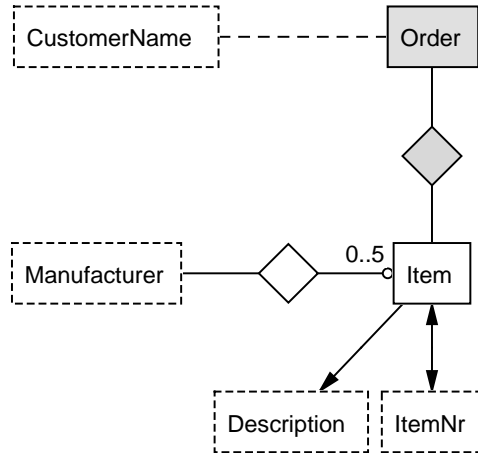 CustomerName
Order
0..5
Manufacturer
Item
Description
ItemNr